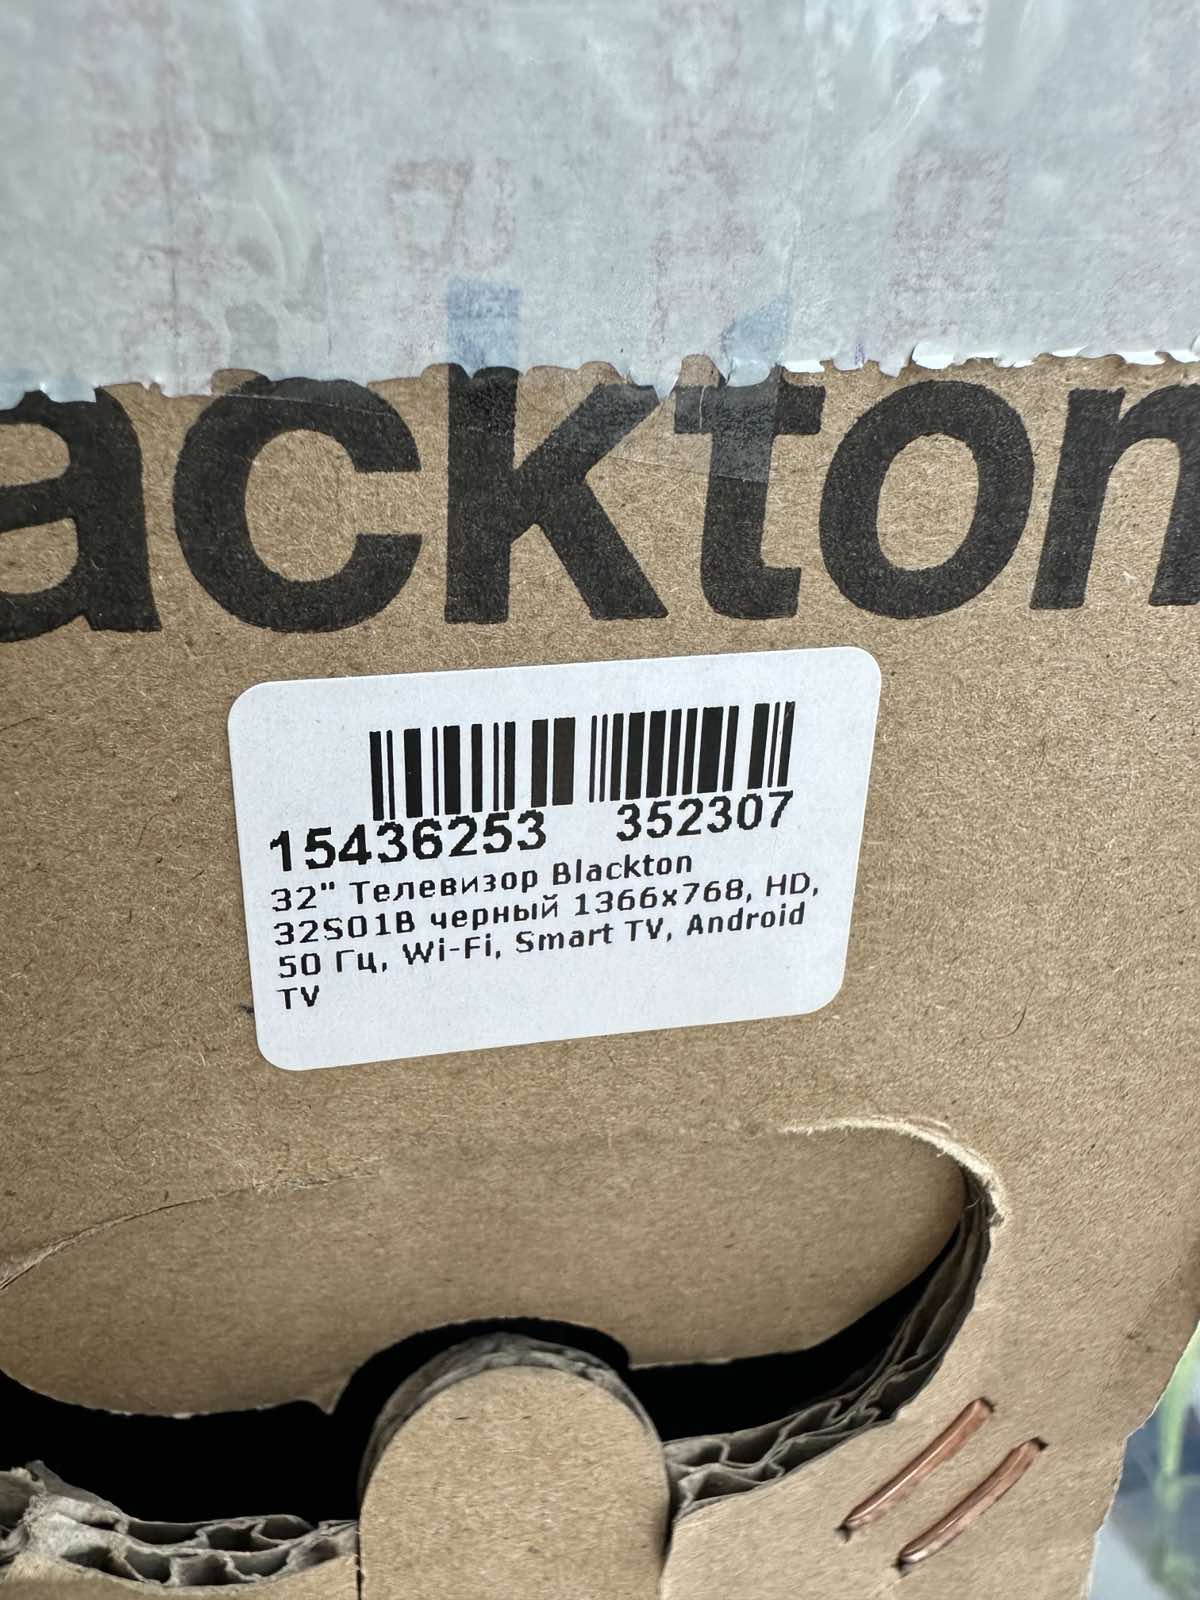 ackton
15436253 352307
32" Телевизор Blackton
32S01B черный 1366x768, HD,
50 Гц, Wi-Fi, Smart TV, Android
TV